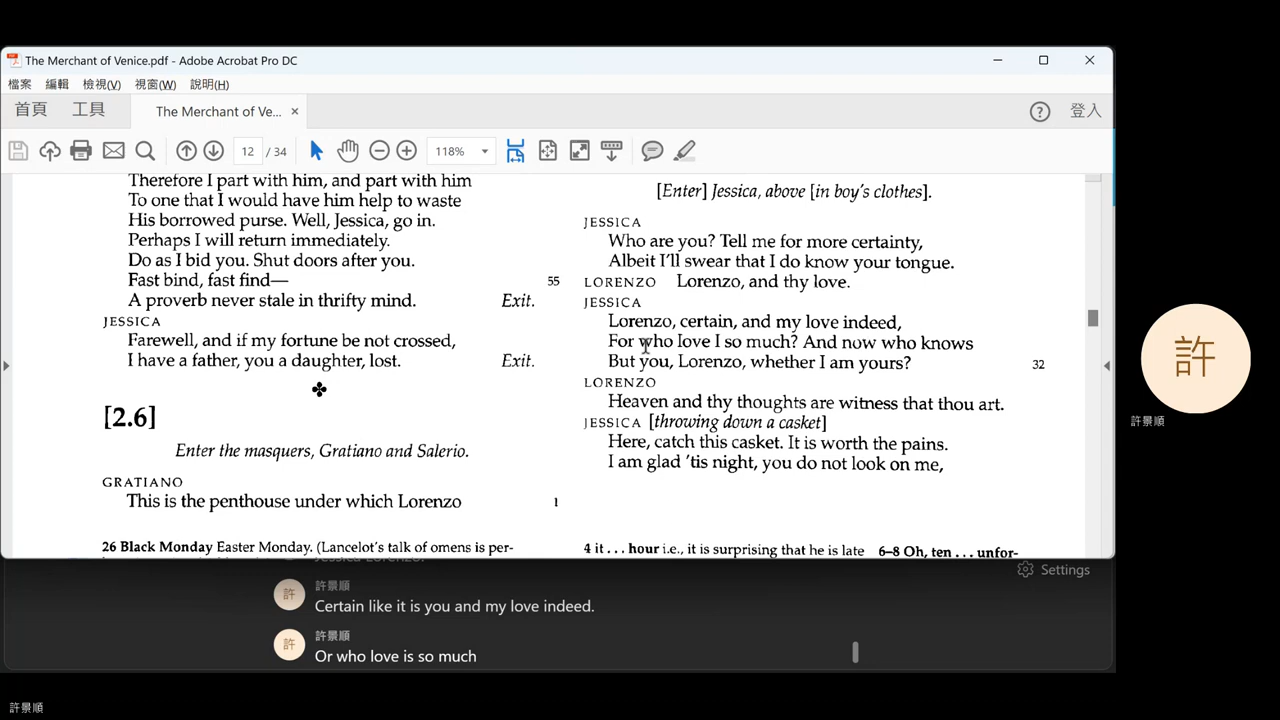 The Merchant of Venice.pdf - Adobe Acrobat Pro DC
檔案 編輯 檢視(V) 視窗(W) 說明(H)
首頁 工具 The Merchant of Ve... × ? 登入
12 / 34 118%
Therefore I part with him, and part with him
To one that I would have him help to waste
His borrowed purse. Well, Jessica, go in.
Perhaps I will return immediately.
Do as I bid you. Shut doors after you.
Fast bind, fast find— 55
A proverb never stale in thrifty mind. Exit.
JESSICA
Farewell, and if my fortune be not crossed,
I have a father, you a daughter, lost. Exit.
[2.6]
Enter the masquers, Gratiano and Salerio.
GRATIANO
This is the penthouse under which Lorenzo 1
26 Black Monday Easter Monday. (Lancelot's talk of omens is per-
[Enter] Jessica, above [in boy's clothes].
JESSICA
Who are you? Tell me for more certainty,
Albeit I'll swear that I do know your tongue.
LORENZO Lorenzo, and thy love.
JESSICA
Lorenzo, certain, and my love indeed,
For who love I so much? And now who knows
But you, Lorenzo, whether I am yours? 32
LORENZO
Heaven and thy thoughts are witness that thou art.
JESSICA [throwing down a casket]
Here, catch this casket. It is worth the pains.
I am glad 'tis night, you do not look on me,
4 it . . . hour i.e., it is surprising that he is late 6–8 Oh, ten . . . unfor-
Settings
許 許景順
Certain like it is you and my love indeed.
許 許景順
Or who love is so much
許
許景順
許景順